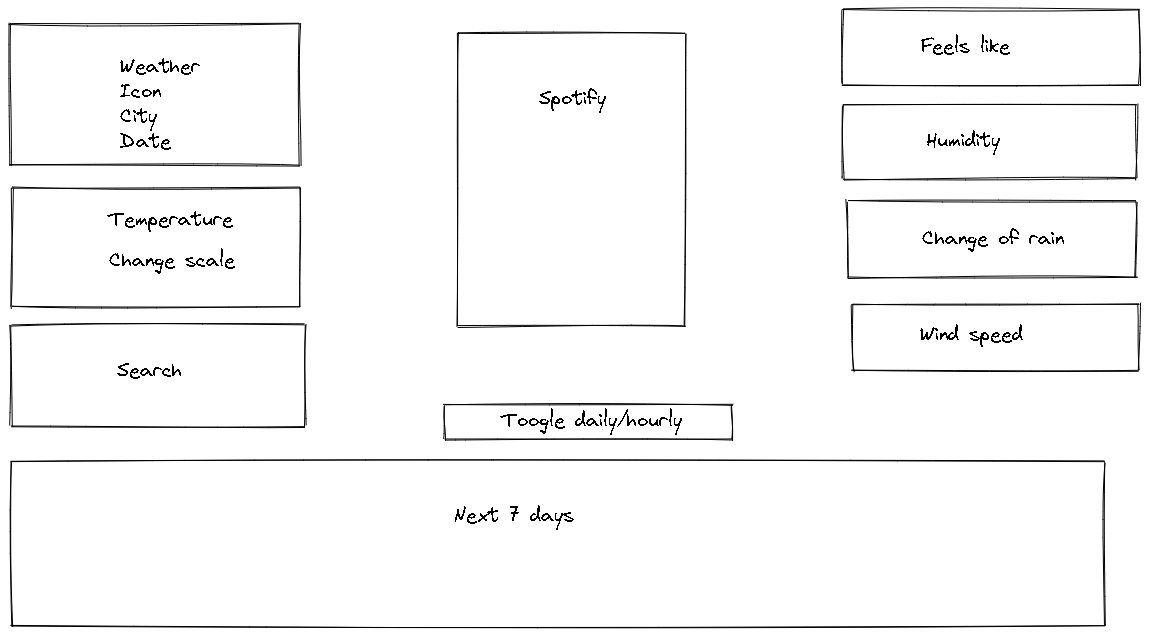 Weather
Icon
City
Date
Temperature
Change scale
Search
Spotify
Feels like
Humidity
Change of rain
Wind speed
Toogle daily/hourly
Next 7 days